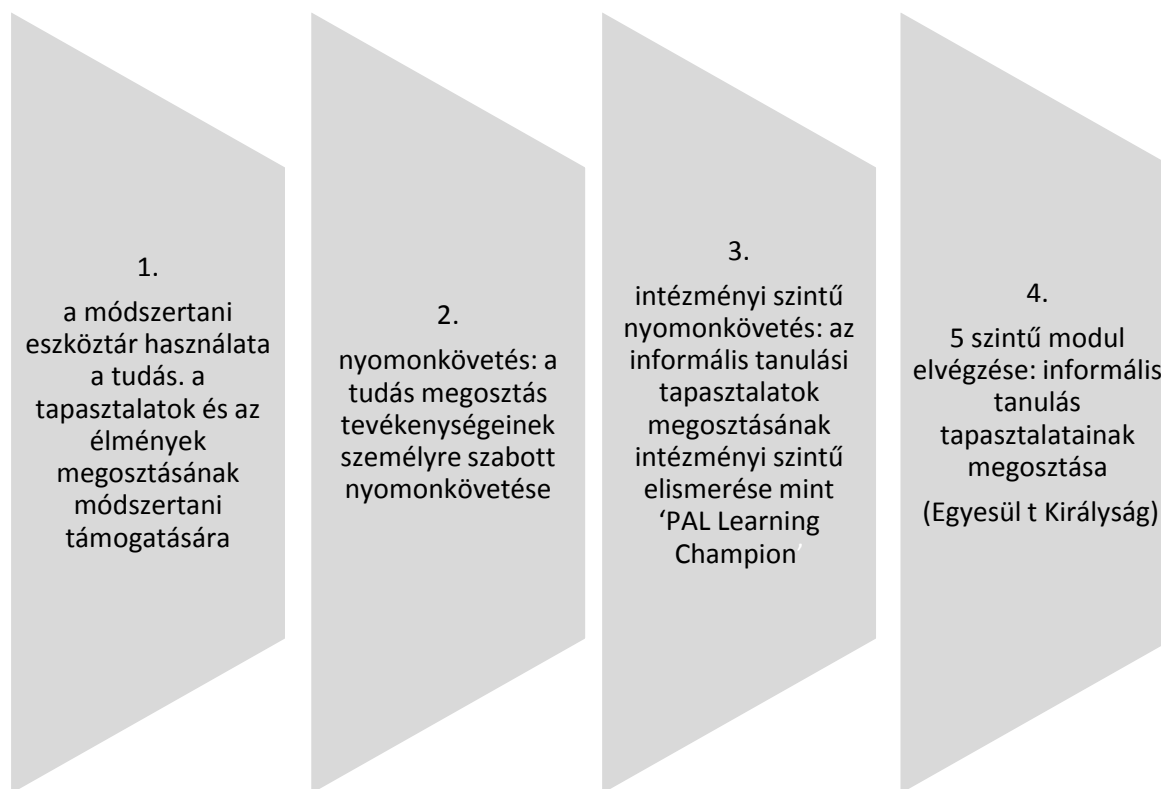 1.
a módszertani
eszköztár használata
a tudás. a
tapasztalatok és az
élmények
megosztásának
módszertani
támogatására
2.
nyomonkövetés: a
tudás megosztás
tevékenységeinek
személyre szabott
nyomonkövetése
3.
intézményi szintű
nyomonkövetés: az
informális tanulási
tapasztalatok
megosztásának
intézményi szintű
elismerése mint
‘PAL Learning
Champion’
4.
5 szintű modul
elvégzése: informális
tanulás
tapasztalatainak
megosztása
(Egyesül t Királyság)